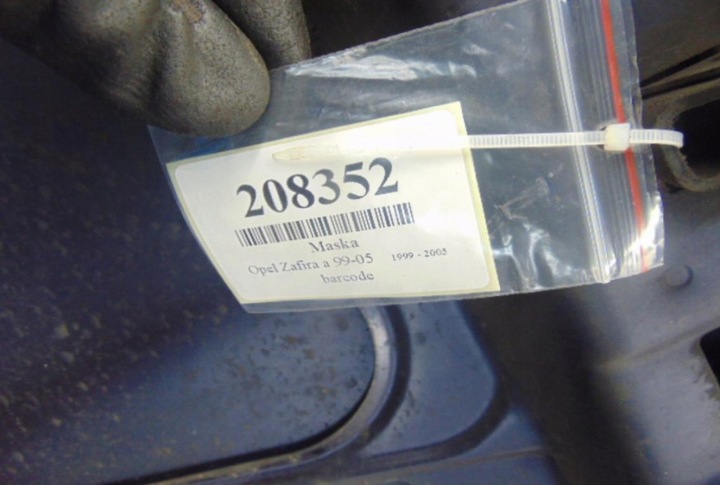 208352
Maska
Opel Zafira a 99-05 1999 - 2005
barcode